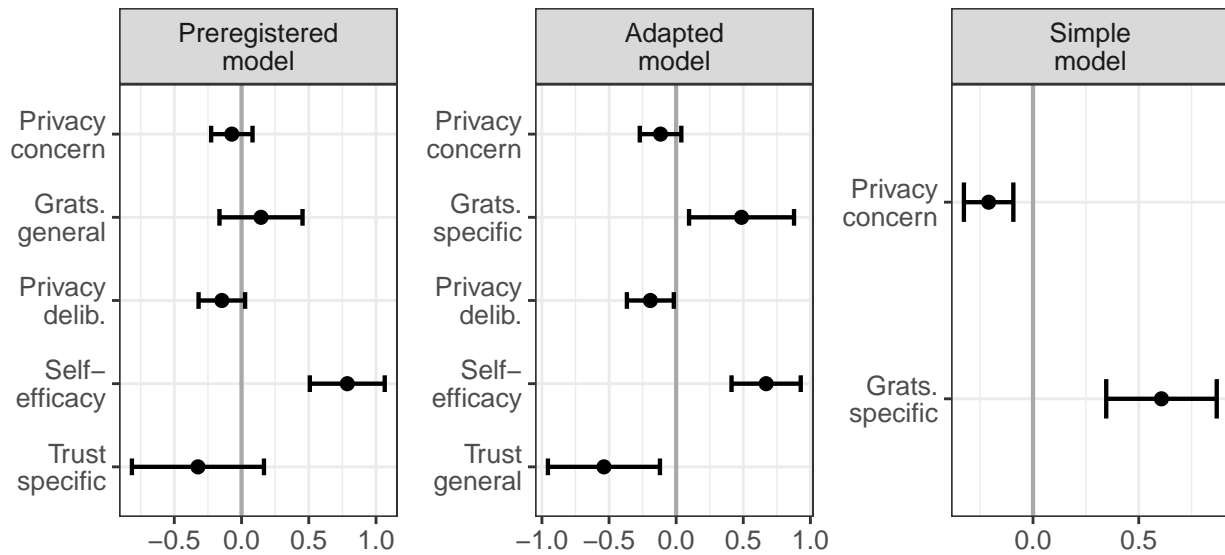 Preregistered
model
Privacy
concern
Grats.
general
Privacy
delib.
Self−
efficacy
Trust
specific
−0.5 0.0 0.5 1.0
Adapted
model
Privacy
concern
Grats.
specific
Privacy
delib.
Self−
efficacy
Trust
general
−1.0 −0.5 0.0 0.5 1.0
Simple
model
Privacy
concern
Grats.
specific
0.0 0.5